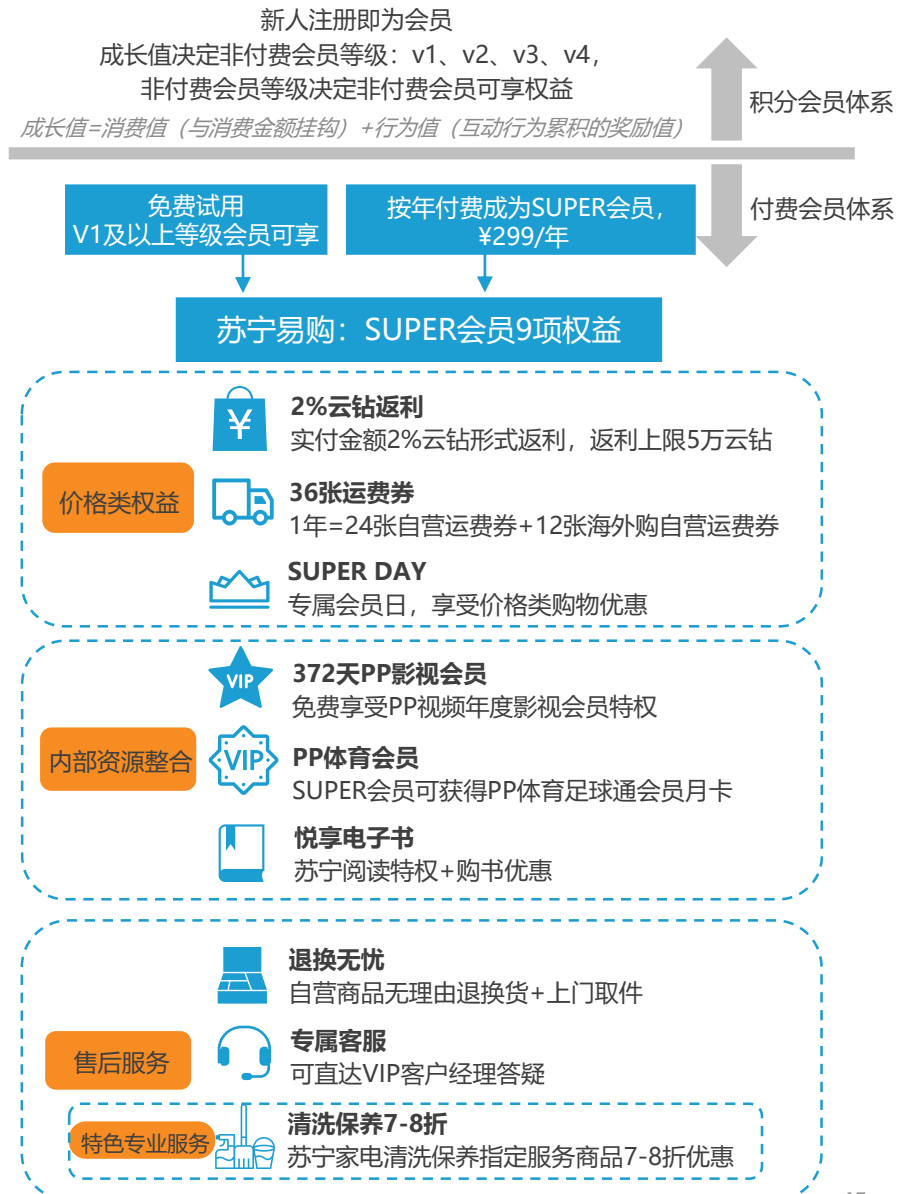 新人注册即为会员
成长值决定非付费会员等级：v1、v2、v3、v4，
非付费会员等级决定非付费会员可享权益
成长值=消费值（与消费金额挂钩）+行为值（互动行为累积的奖励值）
积分会员体系
付费会员体系
免费试用
V1及以上等级会员可享
按年付费成为SUPER会员，
¥299/年
苏宁易购：SUPER会员9项权益
价格类权益
¥
2%云钻返利
实付金额2%云钻形式返利，返利上限5万云钻
36张运费券
1年=24张自营运费券+12张海外购自营运费券
SUPER DAY
专属会员日，享受价格类购物优惠
内部资源整合
VIP
372天PP影视会员
免费享受PP视频年度影视会员特权
VIP
PP体育会员
SUPER会员可获得PP体育足球通会员月卡
悦享电子书
苏宁阅读特权+购书优惠
售后服务
退换无忧
自营商品无理由退换货+上门取件
专属客服
可直达VIP客户经理答疑
特色专业服务
清洗保养7-8折
苏宁家电清洗保养指定服务商品7-8折优惠